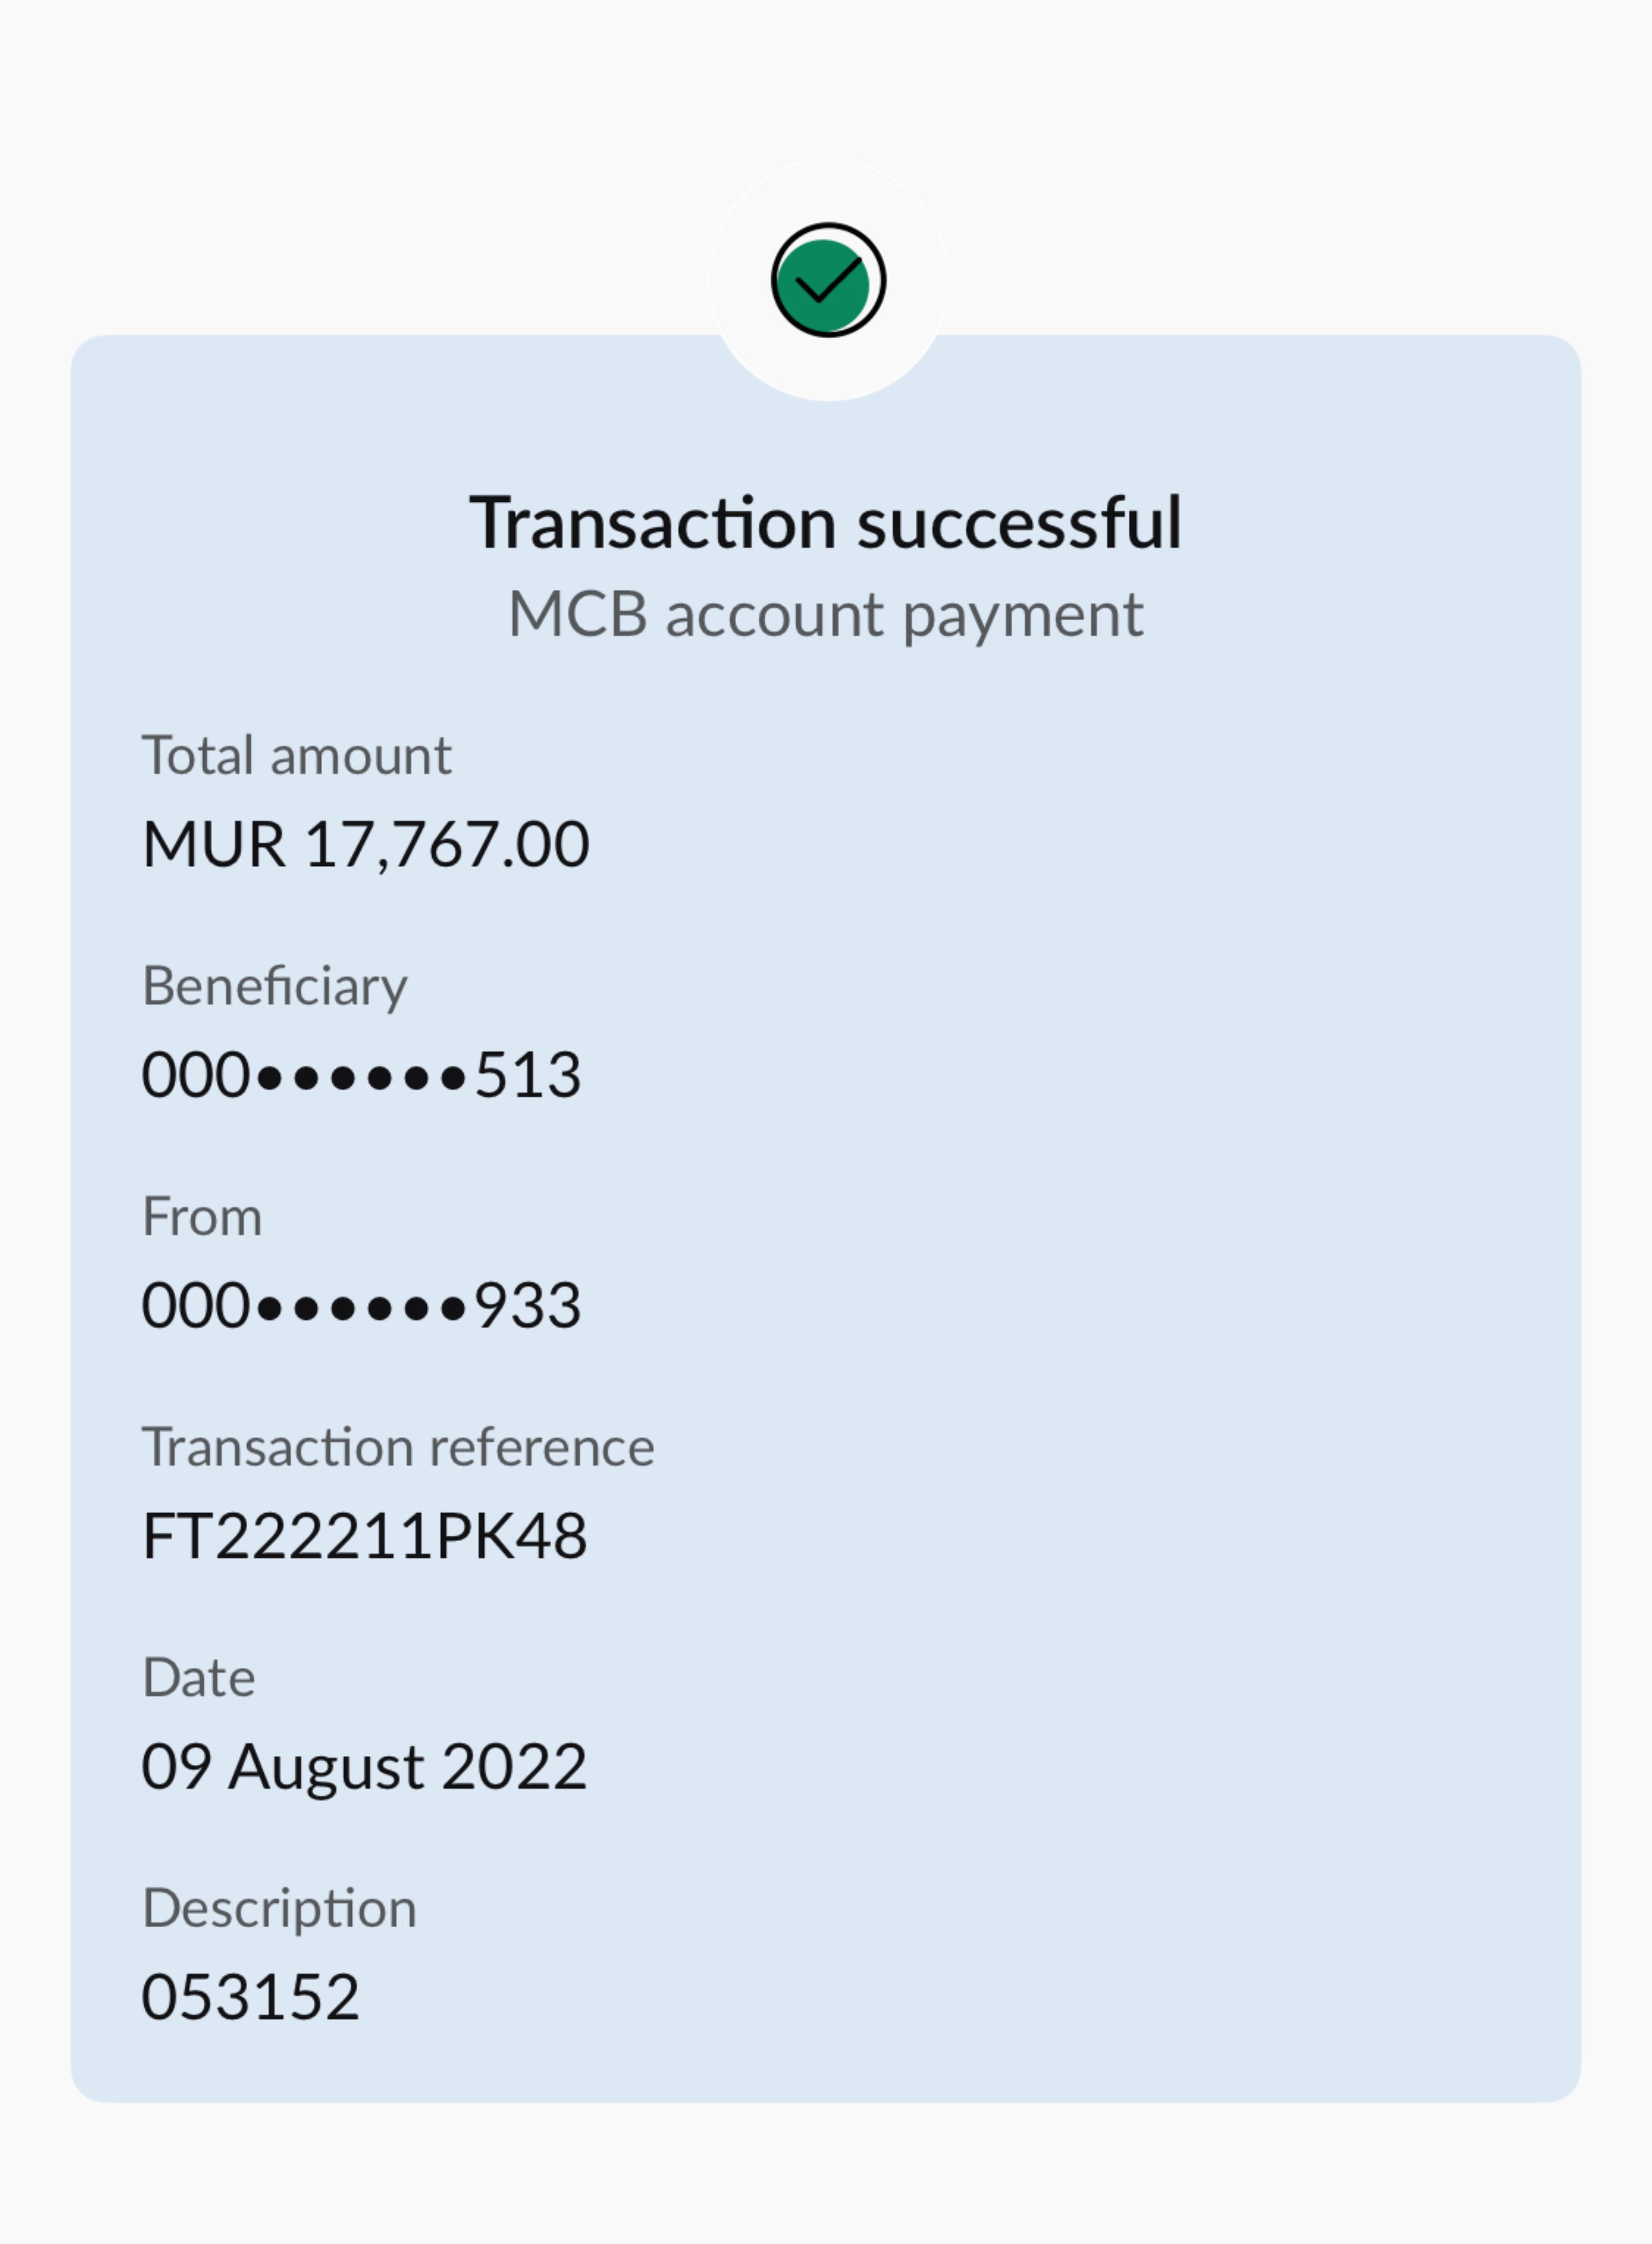 Transaction successful
MCB account payment
Total amount
MUR 17,767.00
Beneficiary
000••••••513
From
000••••••933
Transaction reference
FT222211PK48
Date
09 August 2022
Description
053152